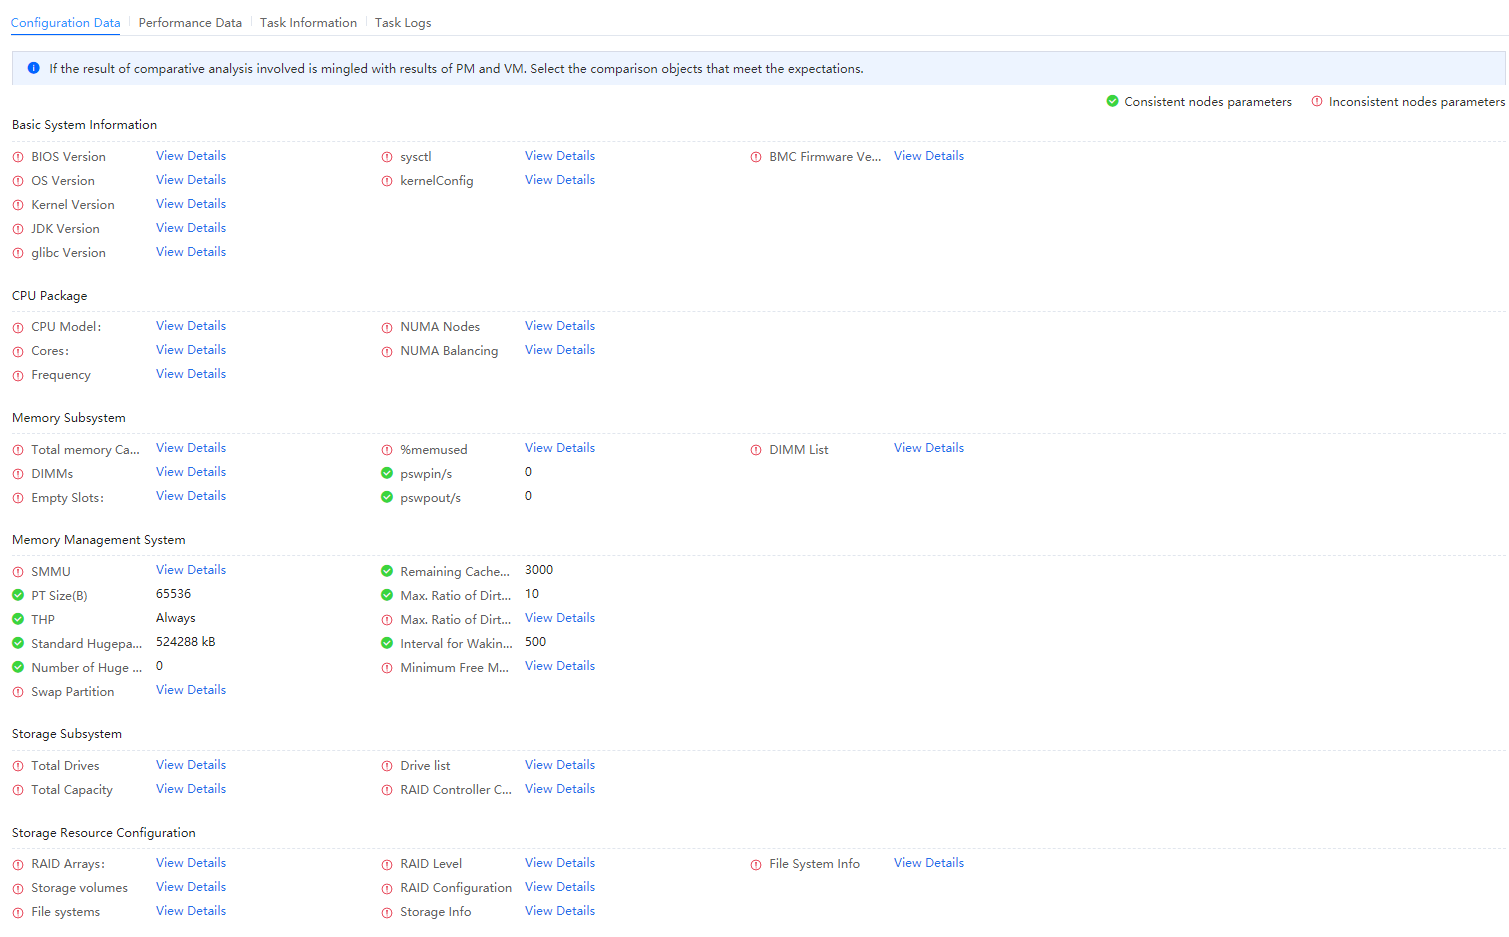 Configuration Data Performance Data Task Information Task Logs
If the result of comparative analysis involved is mingled with results of PM and VM. Select the comparison objects that meet the expectations.
Consistent nodes parameters Inconsistent nodes parameters
Basic System Information
BIOS Version View Details sysctl View Details BMC Firmware Ve... View Details
OS Version View Details kernelConfig View Details
Kernel Version View Details
JDK Version View Details
glibc Version View Details
CPU Package
CPU Model: View Details NUMA Nodes View Details
Cores: View Details NUMA Balancing View Details
Frequency View Details
Memory Subsystem
Total memory Ca... View Details %memused View Details DIMM List View Details
DIMMs View Details pswpin/s 0
Empty Slots: View Details pswpout/s 0
Memory Management System
SMMU View Details Remaining Cache... 3000
PT Size(B) 65536 Max. Ratio of Dirt... 10
THP Always Max. Ratio of Dirt... View Details
Standard Hugepa... 524288 kB Interval for Wakin... 500
Number of Huge ... 0 Minimum Free M... View Details
Swap Partition View Details
Storage Subsystem
Total Drives View Details Drive list View Details
Total Capacity View Details RAID Controller C... View Details
Storage Resource Configuration
RAID Arrays: View Details RAID Level View Details File System Info View Details
Storage volumes View Details RAID Configuration View Details
File systems View Details Storage Info View Details